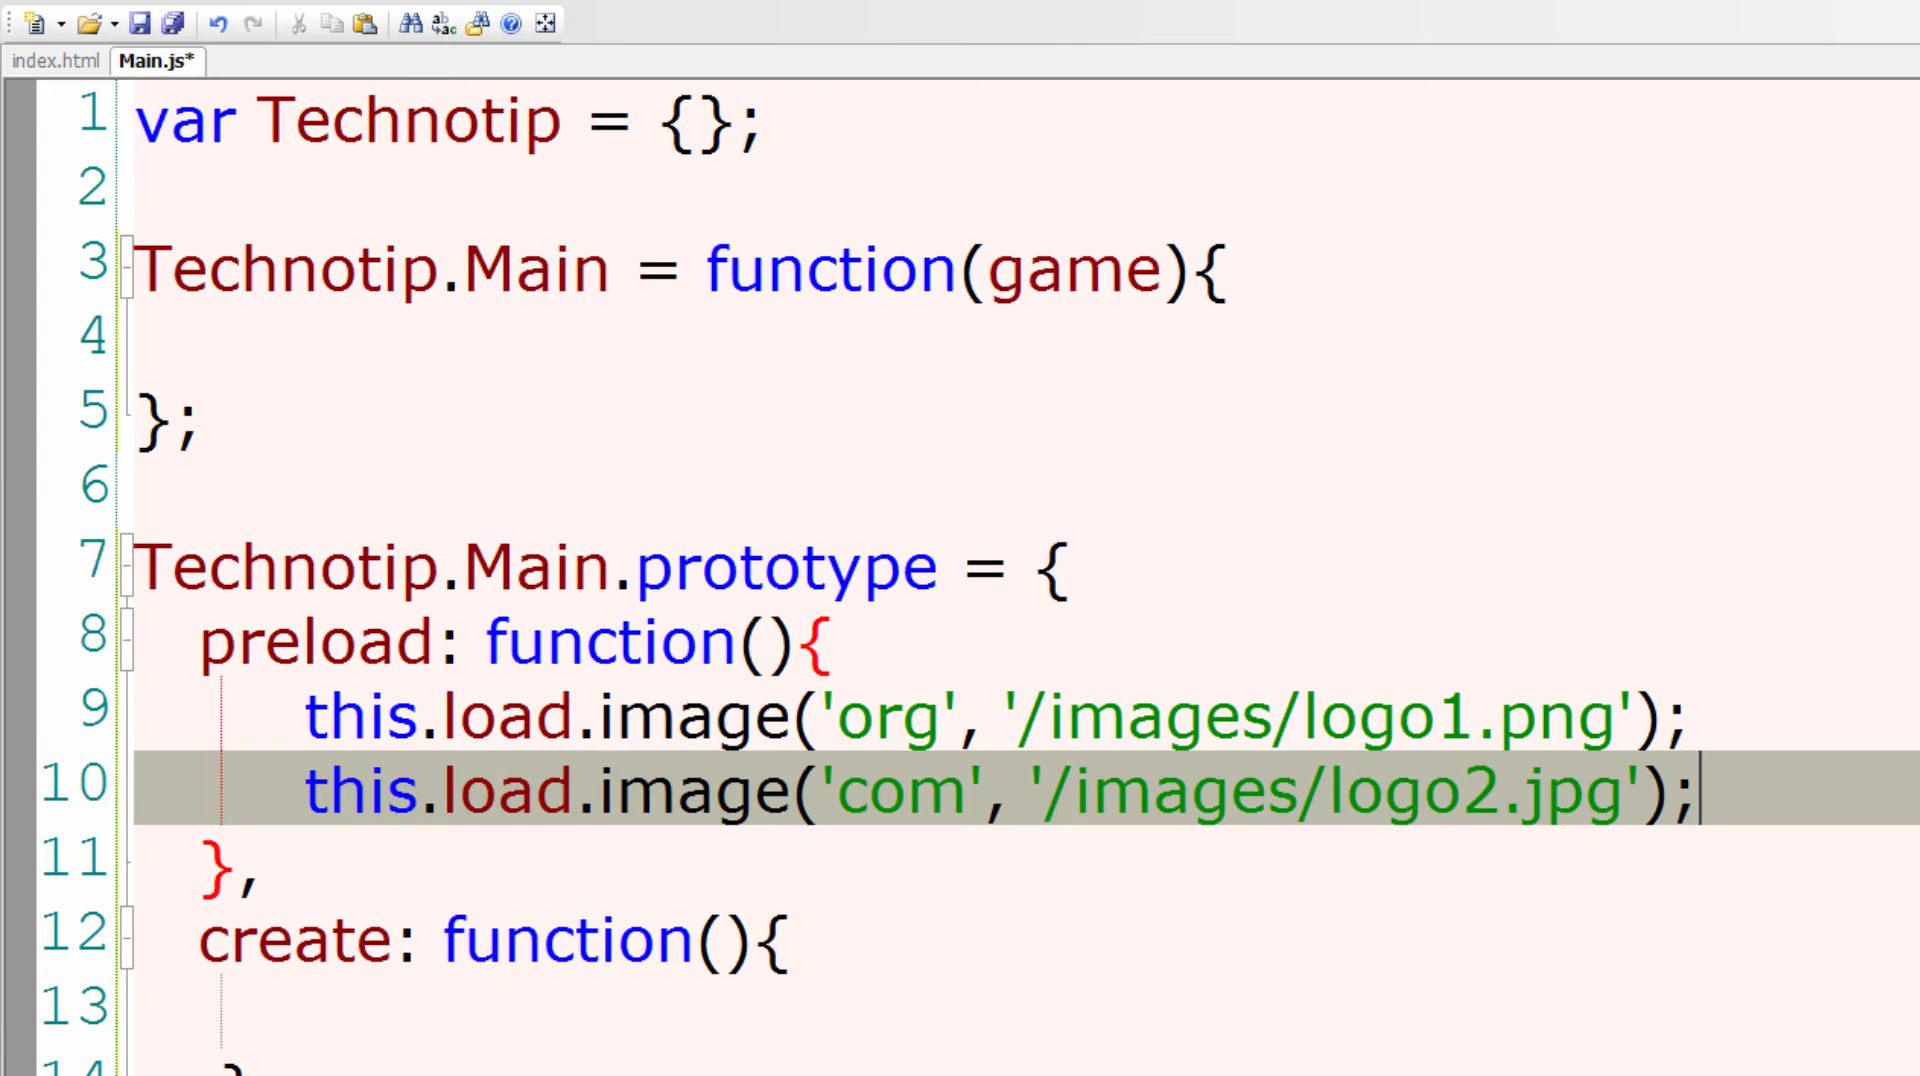 index.html Main.js*
1 var Technotip = {};
2
3 Technotip.Main = function(game){
4
5 };
6
7 Technotip.Main.prototype = {
8 preload: function(){
9 this.load.image('org', '/images/logo1.png');
10 this.load.image('com', '/images/logo2.jpg');
11 },
12 create: function(){
13
14 }